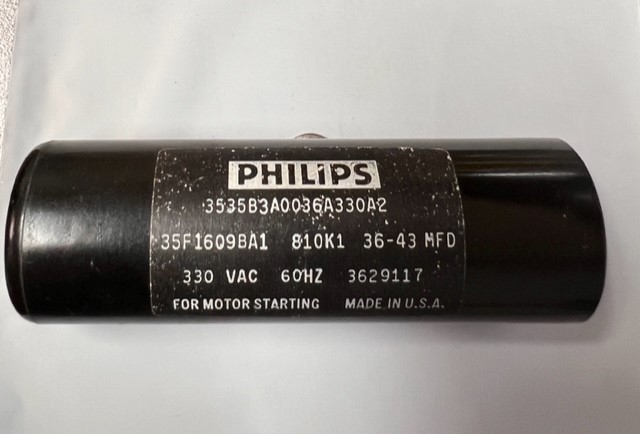 PHILIPS
3535B3A0036A330A2
35F1609BA1 810K1 36-43 MFD
330 VAC 60HZ 3629117
FOR MOTOR STARTING MADE IN U.S.A.